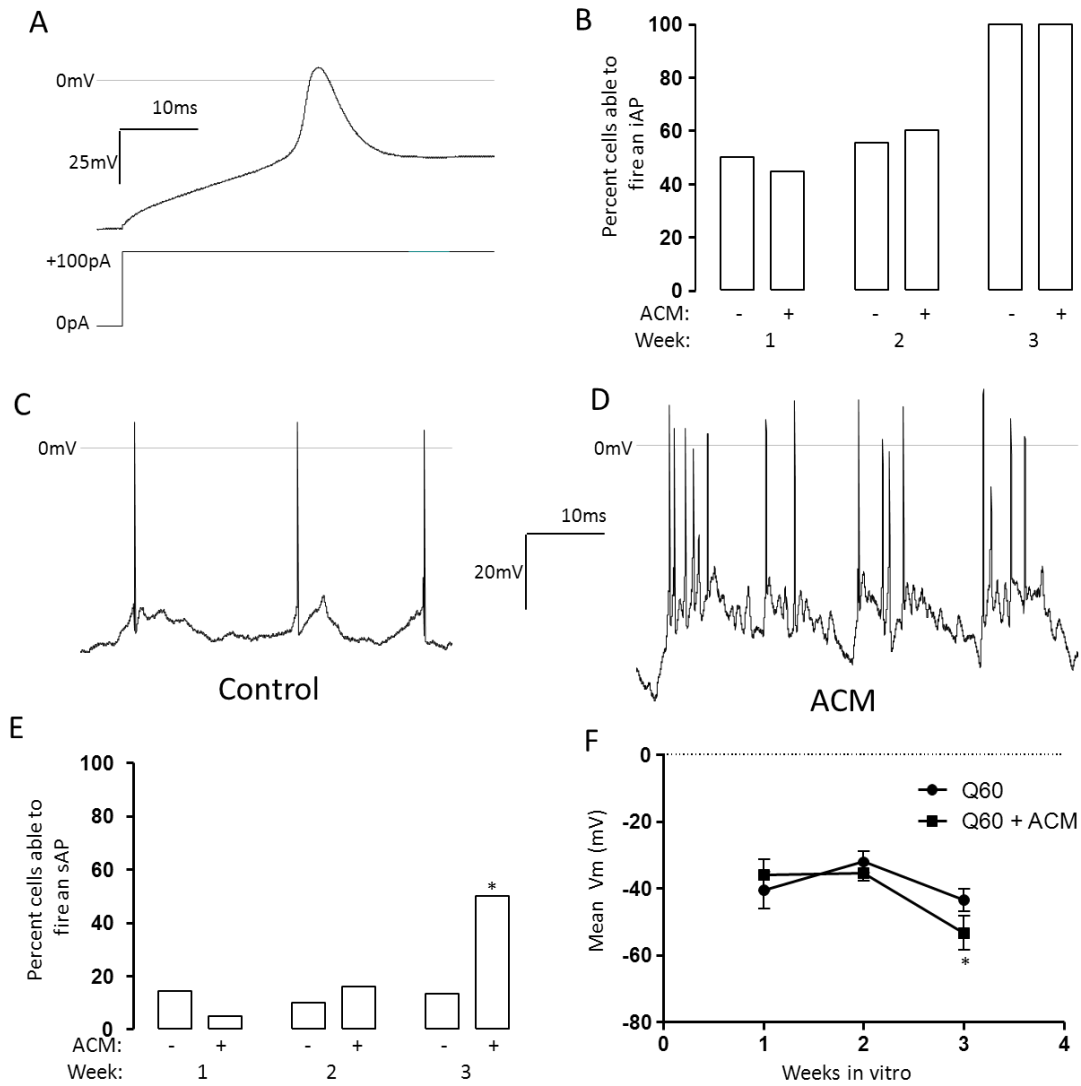 A
0mV
10ms
25mV
+100pA
0pA
B
Percent cells able to
fire an iAP
100
80
60
40
20
0
ACM: - + - + - +
Week: 1 2 3
C
0mV
Control
10ms
20mV
D
0mV
ACM
E
Percent cells able to
fire an sAP
100
80
60
40
20
0
*
ACM: - + - + - +
Week: 1 2 3
F
Mean Vm (mV)
0
-20
-40
-60
-80
Q60
Q60 + ACM
*
0 1 2 3 4
Weeks in vitro